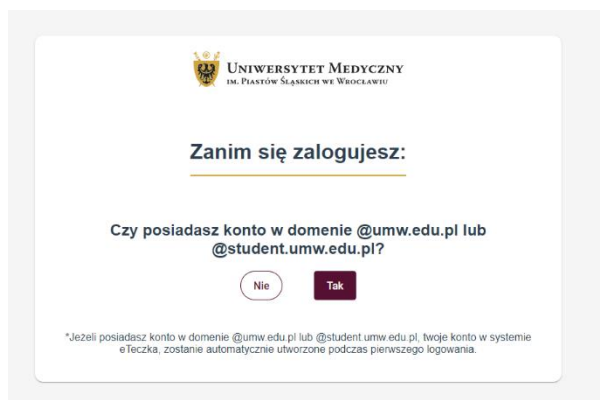 UNIWERSYTET MEDYCZNY
IM. PIASTÓW ŚLĄSKICH WE WROCŁAWIU
Zanim się zalogujesz:
Czy posiadasz konto w domenie @umw.edu.pl lub
@student.umw.edu.pl?
Nie Tak
*Jeżeli posiadasz konto w domenie @umw.edu.pl lub @student.umw.edu.pl, twoje konto w systemie
eTeczka, zostanie automatycznie utworzone podczas pierwszego logowania.